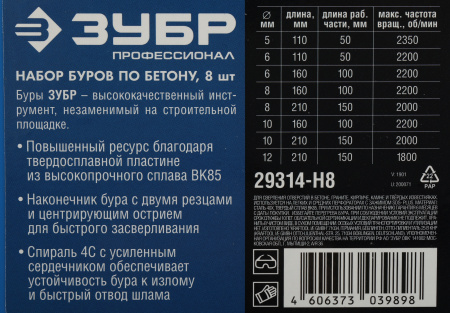 ЗУБР
ПРОФЕССИОНАЛ
НАБОР БУРОВ ПО БЕТОНУ, 8 шт
Буры ЗУБР – высококачественный инст-
румент, незаменимый на строительной
площадке.
• Повышенный ресурс благодаря
твердосплавной пластине
из высокопрочного сплава ВК85
• Наконечник бура с двумя резцами
и центрирующим острием
для быстрого засверливания
• Спираль 4С с усиленным
сердечником обеспечивает
устойчивость бура к излому
и быстрый отвод шлама
∅ мм длина, мм длина раб. части, мм макс. частота вращ., об/мин
5 110 50 2350
6 110 50 2200
6 160 100 2200
8 160 100 2000
8 210 150 2000
10 160 100 2200
10 210 150 2000
12 210 150 1800
29314-H8
V 1901
U 200071
PAP
4 606373 039898